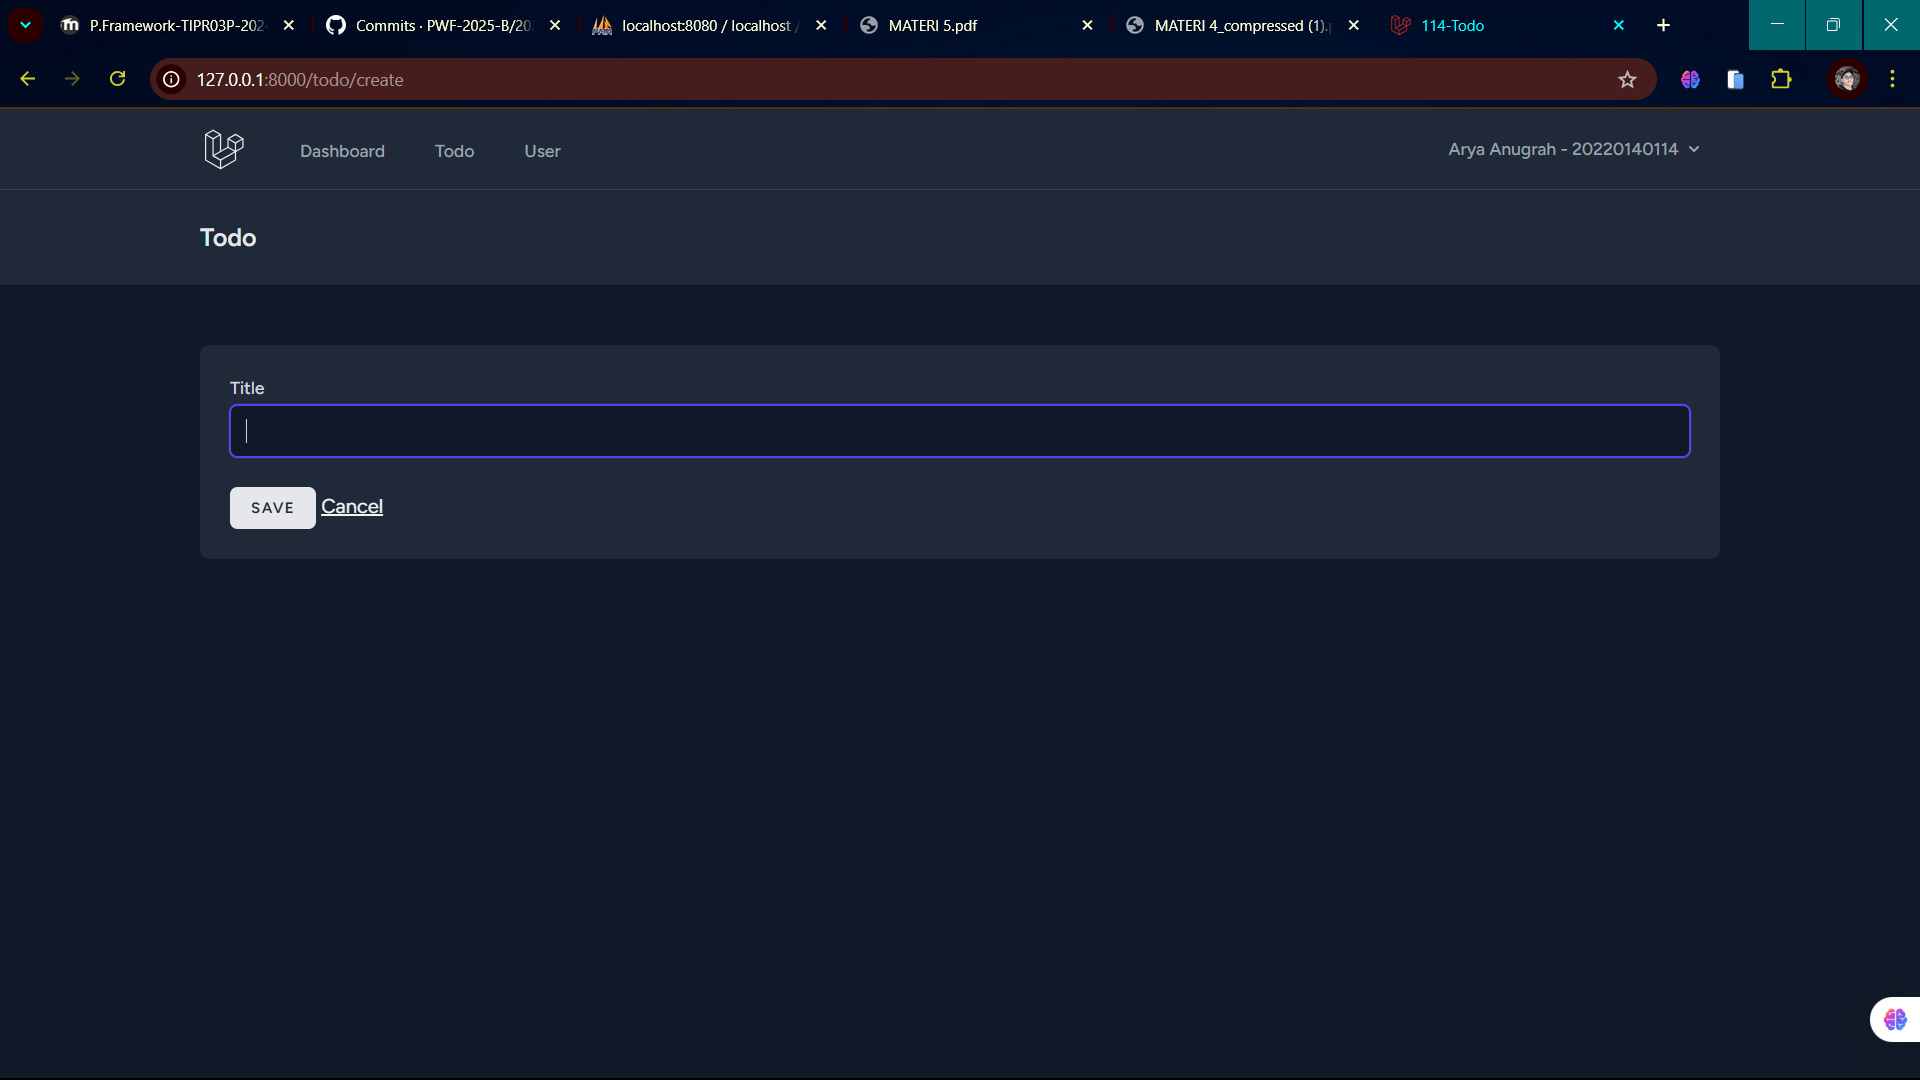 P.Framework-TIPR03P-202
Commits · PWF-2025-B/20
localhost:8080 / localhost /
MATERI 5.pdf
MATERI 4_compressed (1).p
114-Todo
127.0.0.1:8000/todo/create
Dashboard
Todo
User
Arya Anugrah - 20220140114
Todo
Title
SAVE
Cancel